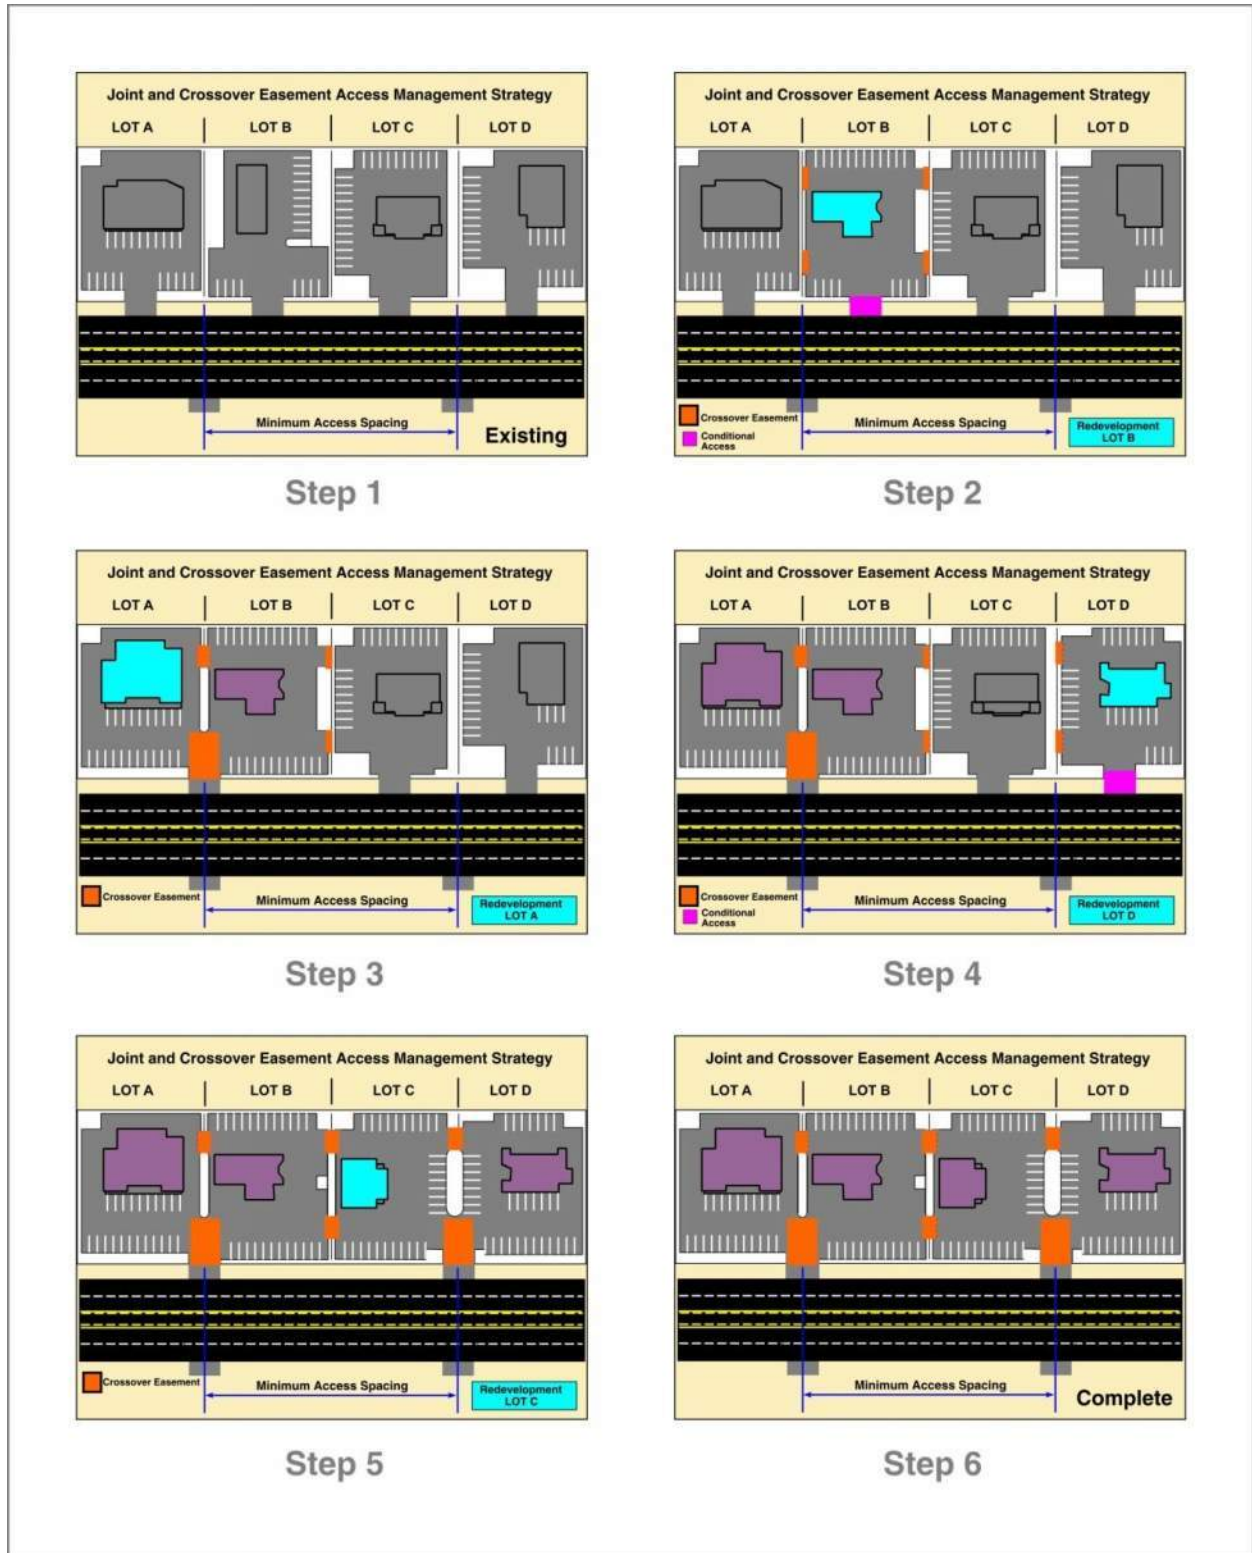 Joint and Crossover Easement Access Management Strategy
LOT A LOT B LOT C LOT D
Minimum Access Spacing
Existing
Step 1
Joint and Crossover Easement Access Management Strategy
LOT A LOT B LOT C LOT D
Crossover Easement
Conditional
Access
Minimum Access Spacing
Redevelopment
LOT B
Step 2
Joint and Crossover Easement Access Management Strategy
LOT A LOT B LOT C LOT D
Crossover Easement
Minimum Access Spacing
Redevelopment
LOT A
Step 3
Joint and Crossover Easement Access Management Strategy
LOT A LOT B LOT C LOT D
Crossover Easement
Conditional
Access
Minimum Access Spacing
Redevelopment
LOT D
Step 4
Joint and Crossover Easement Access Management Strategy
LOT A LOT B LOT C LOT D
Crossover Easement
Minimum Access Spacing
Redevelopment
LOT C
Step 5
Joint and Crossover Easement Access Management Strategy
LOT A LOT B LOT C LOT D
Minimum Access Spacing
Complete
Step 6